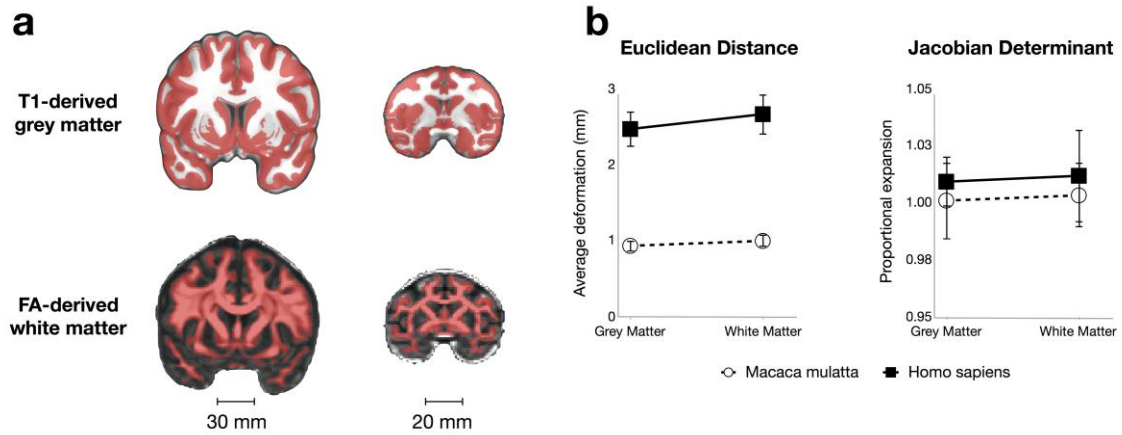 a
T1-derived
grey matter
FA-derived
white matter
30 mm
20 mm
b
Euclidean Distance
Average deformation (mm)
3
2
1
0
Grey Matter
White Matter
Jacobian Determinant
Proportional expansion
1.05
1.03
1.00
0.98
0.95
Grey Matter
White Matter
Macaca mulatta
Homo sapiens